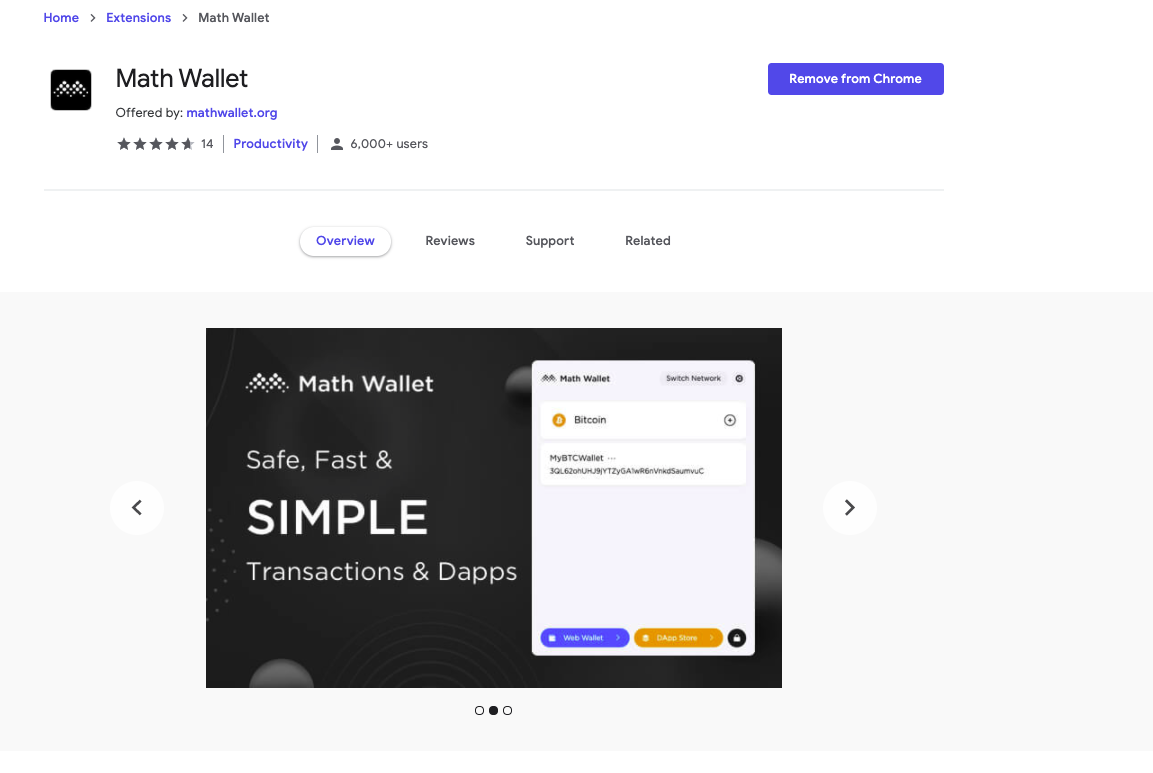 Home > Extensions > Math Wallet
Math Wallet
Remove from Chrome
Offered by: mathwallet.org
14 Productivity 6,000+ users
Overview Reviews Support Related
Math Wallet
Safe, Fast &
SIMPLE
Transactions & Dapps
Math Wallet Switch Network
Bitcoin
MyBTCWallet ···
3QL62ohUHJ9jYTZyGA1wR6nVnkdSaumvuC
Web Wallet >
DApp Store >